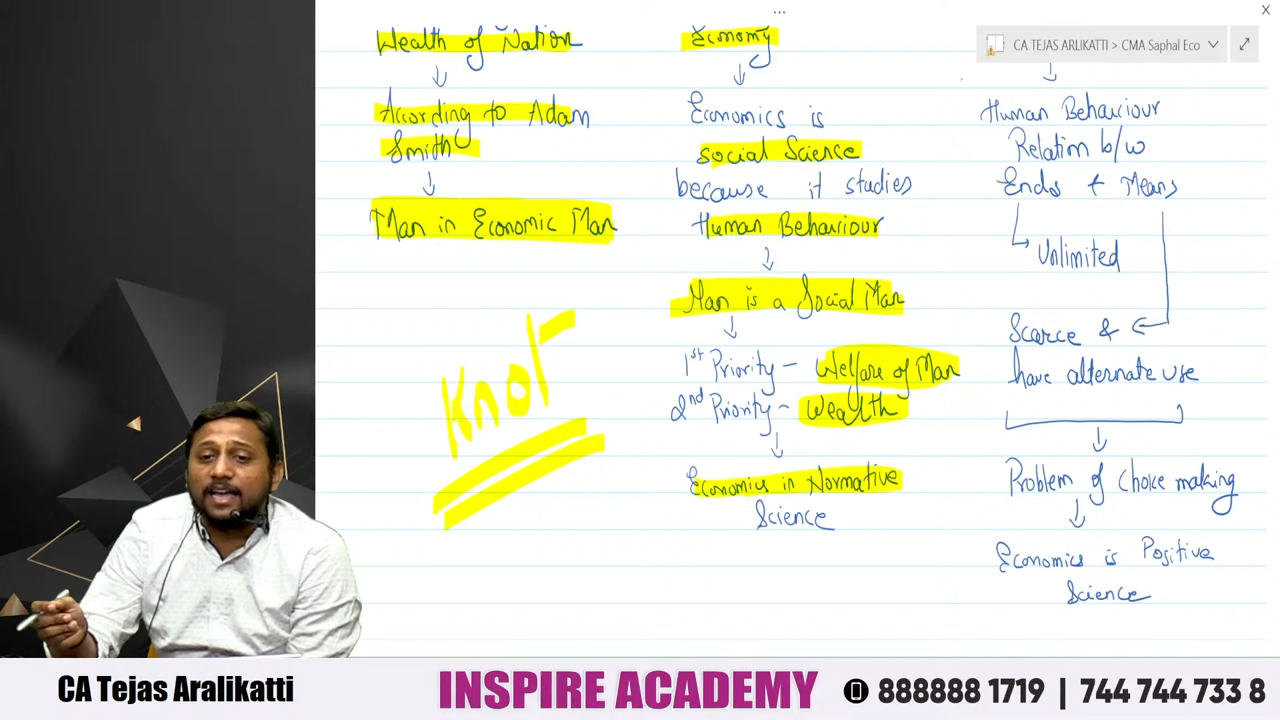 CA TEJAS ARLIKATTI > CMA Saphal Eco
Wealth of Nation
According to Adam
Smith
Man in Economic Man
Knot
Economy
Economics is
social Science
because it studies
Human Behaviour
Man is a Social Man
1st Priority - Welfare of Man
2nd Priority - Wealth
Economics in Normative
Science
Human Behaviour
Relation b/w
Ends + Means
Unlimited
Scarce &
have alternate use
Problem of choice making
Economics is Positive
Science
CA Tejas Aralikatti
INSPIRE ACADEMY
888888 1719 | 744 744 733 8